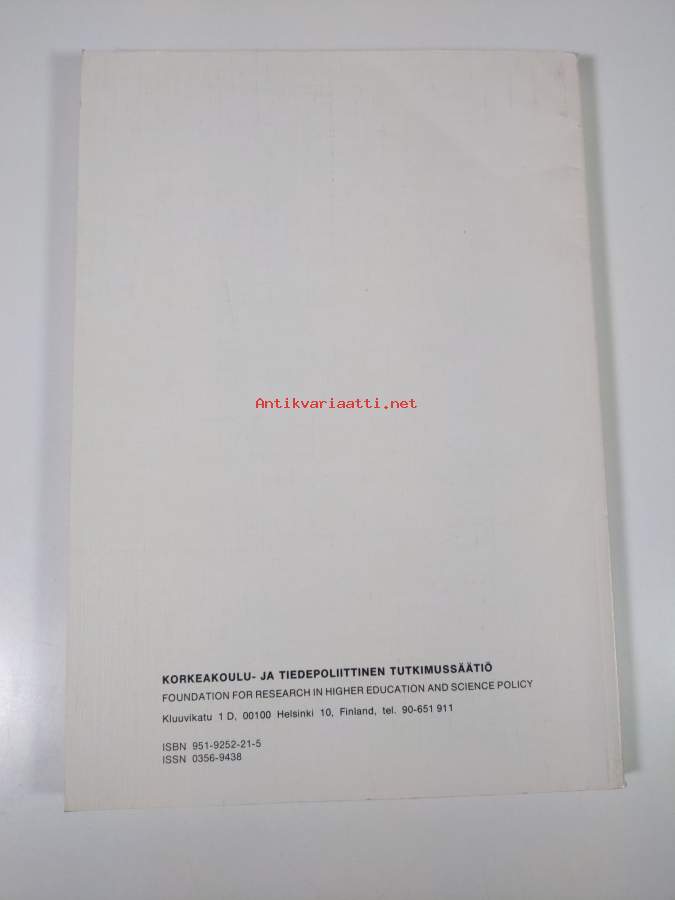 Antikvariaatti.net
KORKEAKOULU- JA TIEDEPOLIITTINEN TUTKIMUSSÄÄTIÖ
FOUNDATION FOR RESEARCH IN HIGHER EDUCATION AND SCIENCE POLICY
Kluuvikatu 1 D, 00100 Helsinki 10, Finland, tel. 90-651 911
ISBN 951-9252-21-5
ISSN 0356-9438